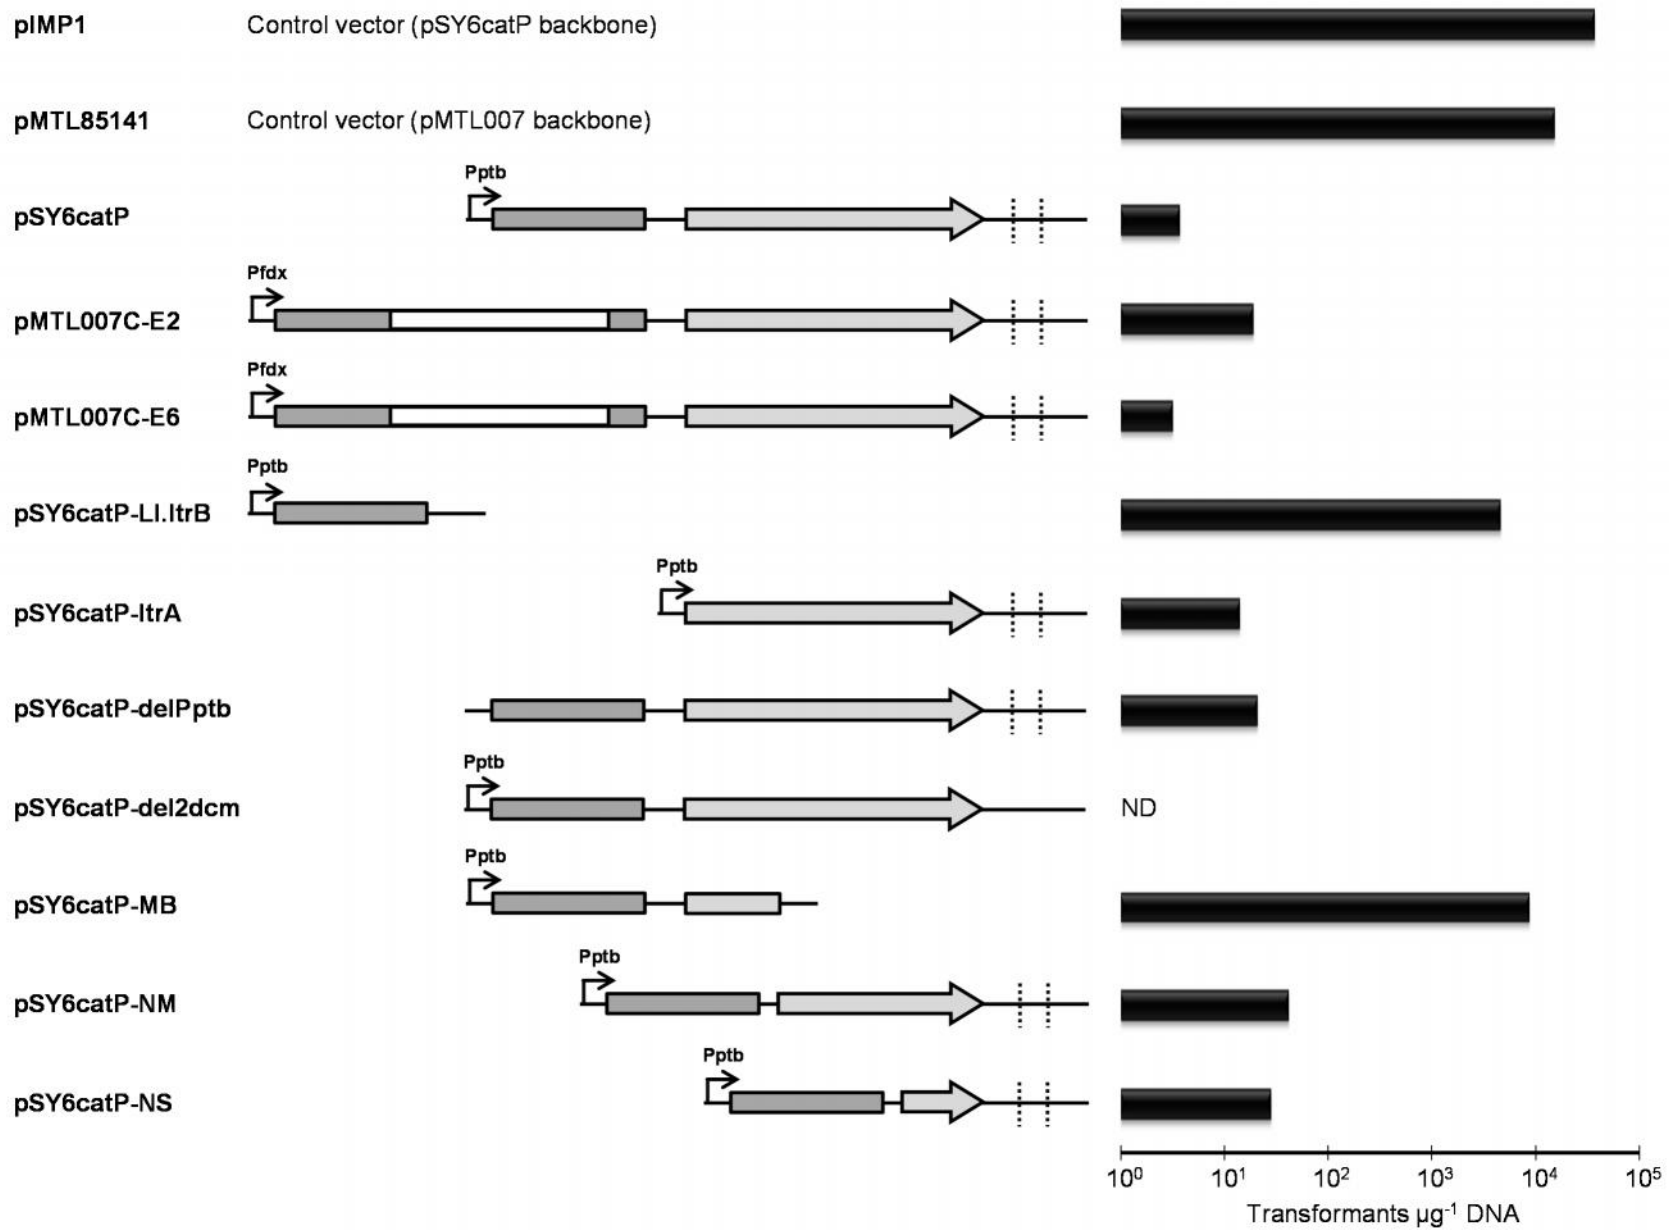 pIMP1 Control vector (pSY6catP backbone)
pMTL85141 Control vector (pMTL007 backbone)
Pptb
pSY6catP
Pfdx
pMTL007C-E2
Pfdx
pMTL007C-E6
Pptb
pSY6catP-Ll.ltrB
Pptb
pSY6catP-ltrA
pSY6catP-delPptb
Pptb
pSY6catP-del2dcm ND
Pptb
pSY6catP-MB
Pptb
pSY6catP-NM
Pptb
pSY6catP-NS
10⁰ 10¹ 10² 10³ 10⁴ 10⁵
Transformants µg⁻¹ DNA